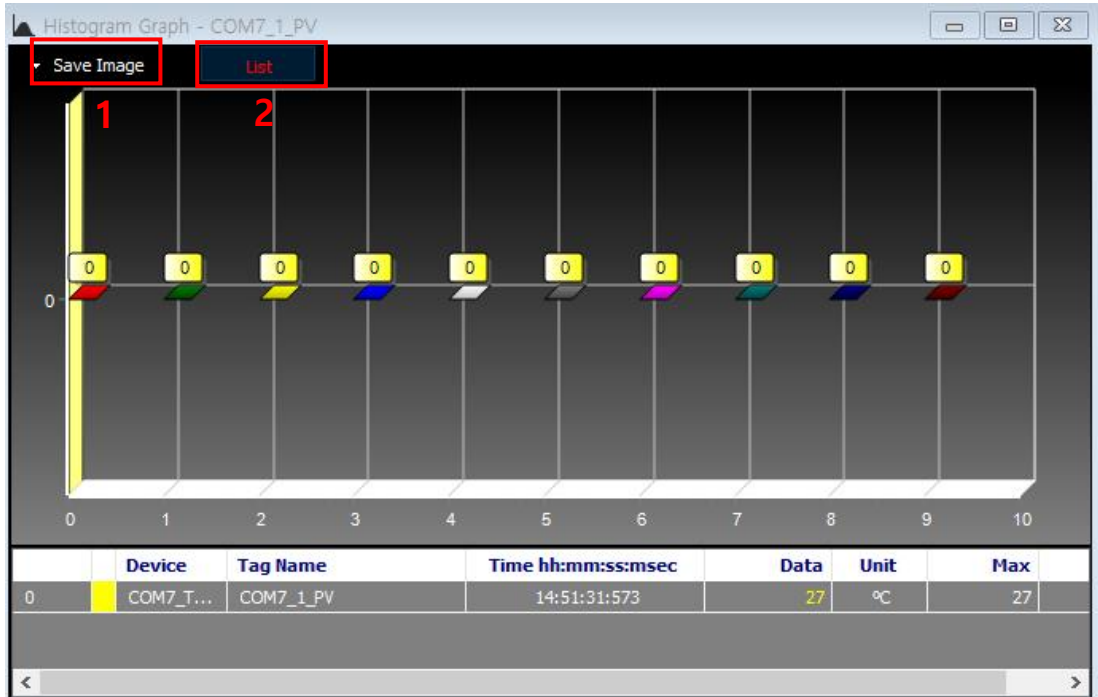 Histogram Graph - COM7_1_PV
Save Image List
1 2
0 0 0 0 0 0 0 0 0 0
0
0 1 2 3 4 5 6 7 8 9 10
Device Tag Name Time hh:mm:ss:msec Data Unit Max
0 COM7_T... COM7_1_PV 14:51:31:573 27 ℃ 27